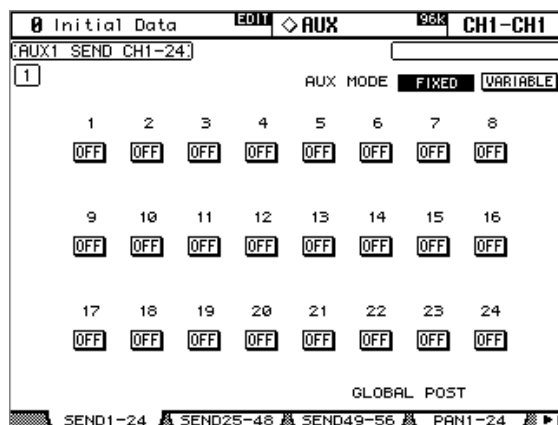 0 Initial Data EDIT ◇AUX 96k CH1-CH1
AUX1 SEND CH1-24
1 AUX MODE FIXED VARIABLE
1 2 3 4 5 6 7 8
OFF OFF OFF OFF OFF OFF OFF OFF
9 10 11 12 13 14 15 16
OFF OFF OFF OFF OFF OFF OFF OFF
17 18 19 20 21 22 23 24
OFF OFF OFF OFF OFF OFF OFF OFF
GLOBAL POST
SEND1-24 SEND25-48 SEND49-56 PAN1-24